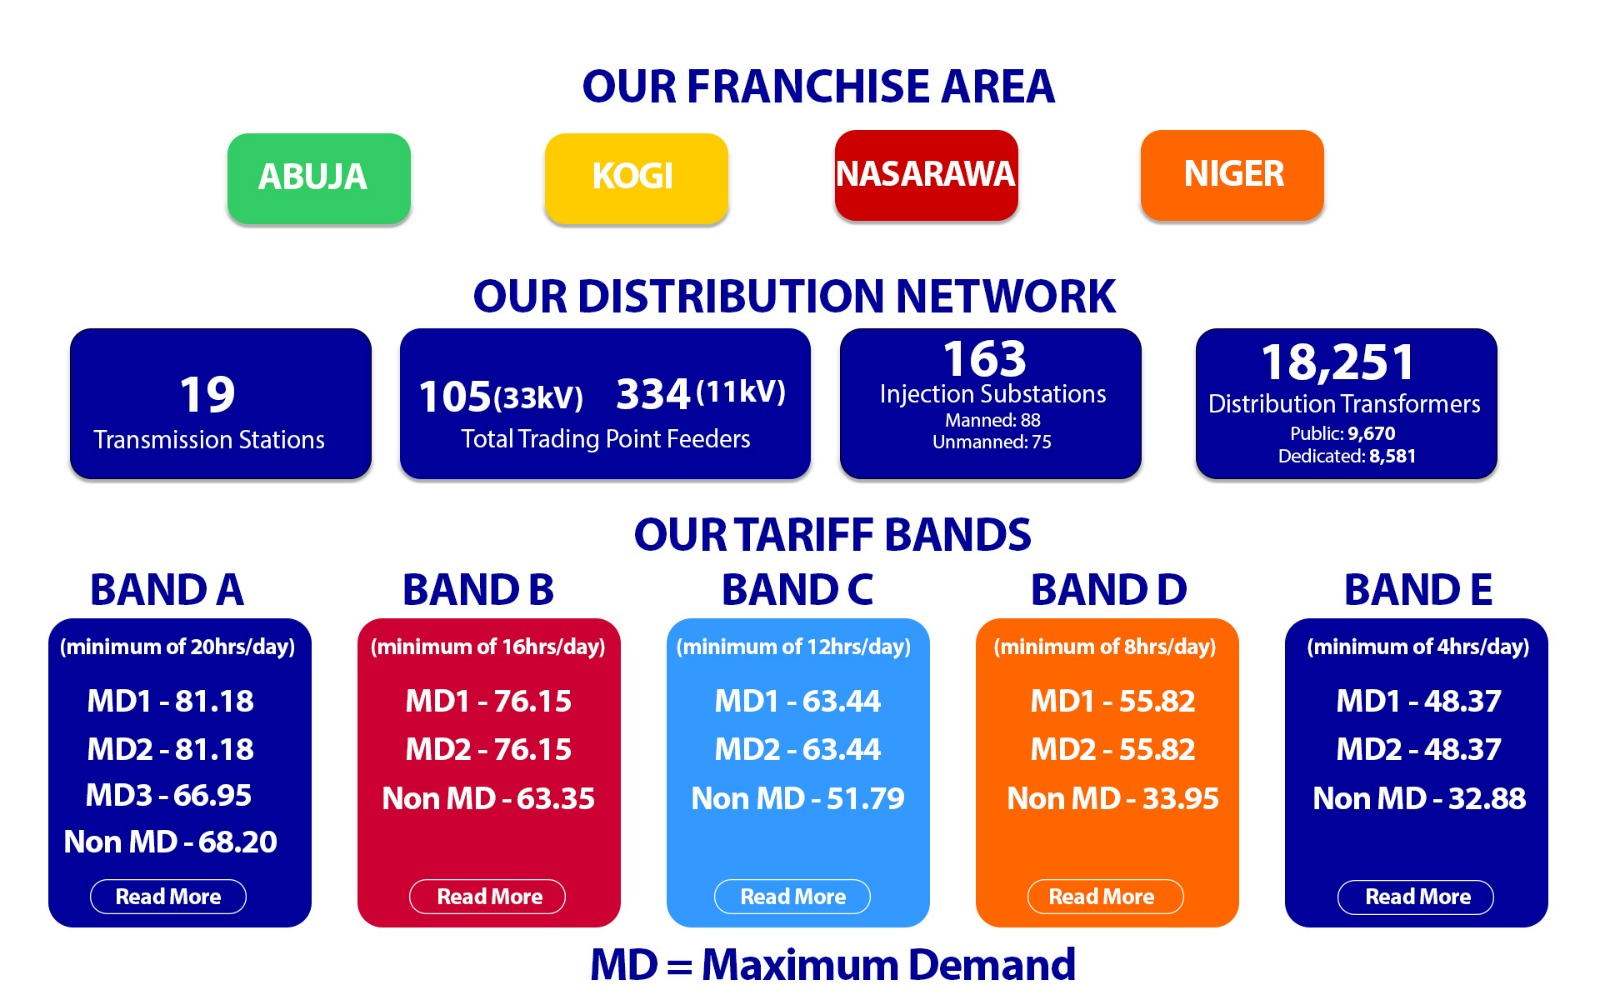 OUR FRANCHISE AREA
ABUJA
KOGI
NASARAWA
NIGER
OUR DISTRIBUTION NETWORK
19
Transmission Stations
105(33kV) 334(11kV)
Total Trading Point Feeders
163
Injection Substations
Manned: 88
Unmanned: 75
18,251
Distribution Transformers
Public: 9,670
Dedicated: 8,581
OUR TARIFF BANDS
BAND A
(minimum of 20hrs/day)
MD1 - 81.18
MD2 - 81.18
MD3 - 66.95
Non MD - 68.20
Read More
BAND B
(minimum of 16hrs/day)
MD1 - 76.15
MD2 - 76.15
Non MD - 63.35
Read More
BAND C
(minimum of 12hrs/day)
MD1 - 63.44
MD2 - 63.44
Non MD - 51.79
Read More
BAND D
(minimum of 8hrs/day)
MD1 - 55.82
MD2 - 55.82
Non MD - 33.95
Read More
BAND E
(minimum of 4hrs/day)
MD1 - 48.37
MD2 - 48.37
Non MD - 32.88
Read More
MD = Maximum Demand